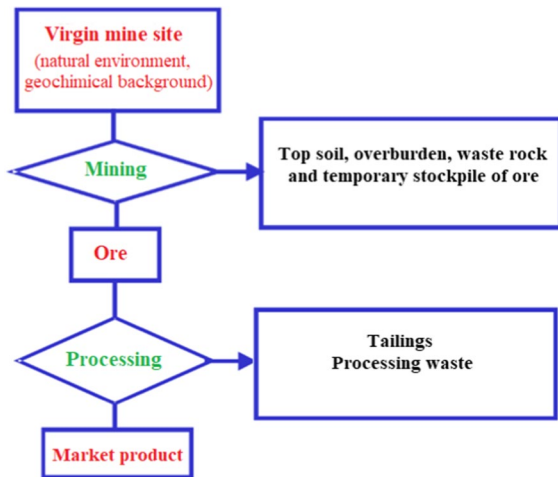 Virgin mine site
(natural environment,
geochimical background)
Mining
Top soil, overburden, waste rock
and temporary stockpile of ore
Ore
Processing
Tailings
Processing waste
Market product